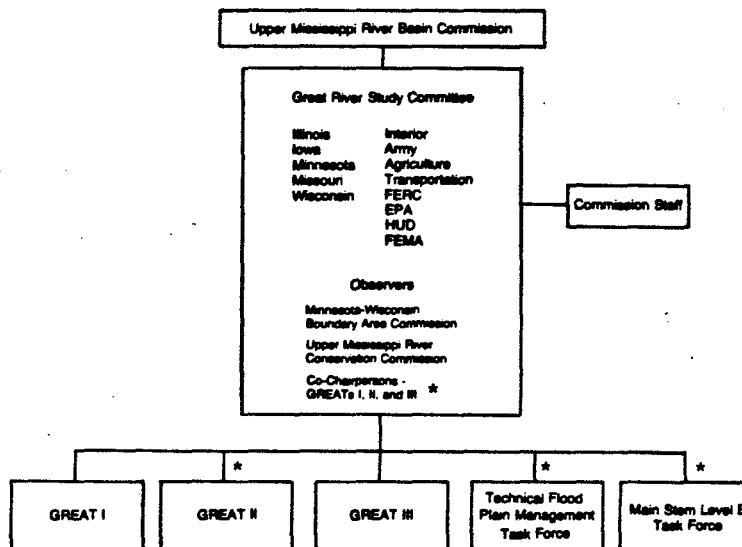 Upper Mississippi River Basin Commission
Great River Study Committee
Illinois Interior
Iowa Army
Minnesota Agriculture
Missouri Transportation
Wisconsin FERC
EPA
HUD
FEMA
Commission Staff
Observers
Minnesota-Wisconsin
Boundary Area Commission
Upper Mississippi River
Conservation Commission
Co-Chairpersons -
GREATs I, II, and III *
* * *
GREAT I
GREAT II
GREAT III
Technical Flood
Plain Management
Task Force
Main Stem Level B
Task Force